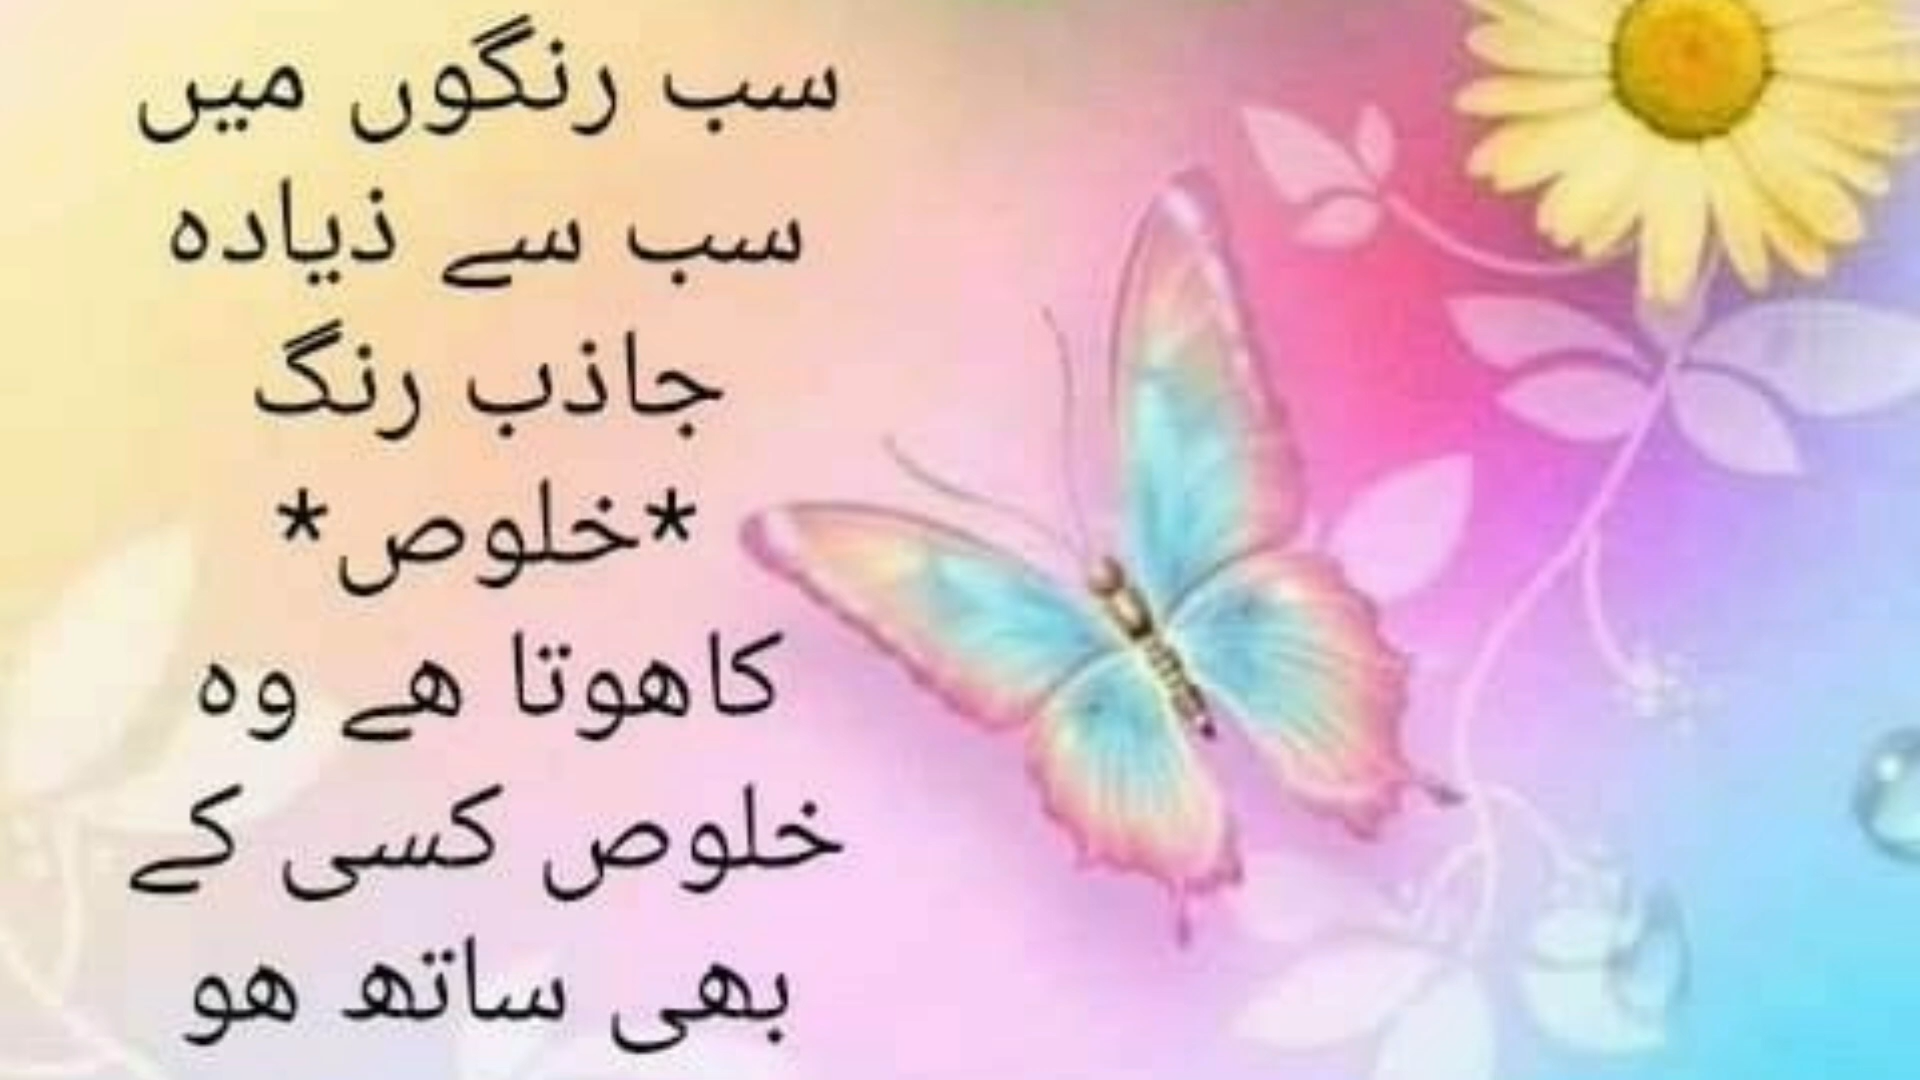 سب رنگوں میں
سب سے ذیادہ
جاذب رنگ
*خلوص*
کاھوتا ھے وہ
خلوص کسی کے
بھی ساتھ ھو